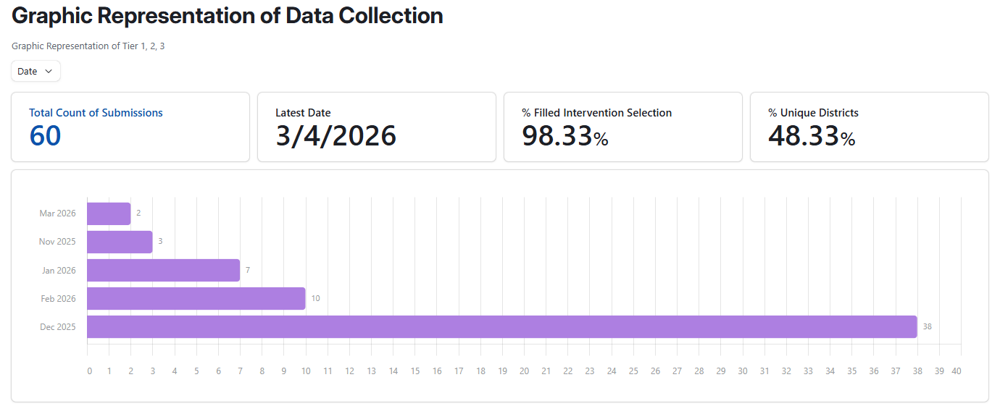 Graphic Representation of Data Collection
Graphic Representation of Tier 1, 2, 3
Date
Total Count of Submissions
60
Latest Date
3/4/2026
% Filled Intervention Selection
98.33%
% Unique Districts
48.33%
Mar 2026 2
Nov 2025 3
Jan 2026 7
Feb 2026 10
Dec 2025 38
0 1 2 3 4 5 6 7 8 9 10 11 12 13 14 15 16 17 18 19 20 21 22 23 24 25 26 27 28 29 30 31 32 33 34 35 36 37 38 39 40